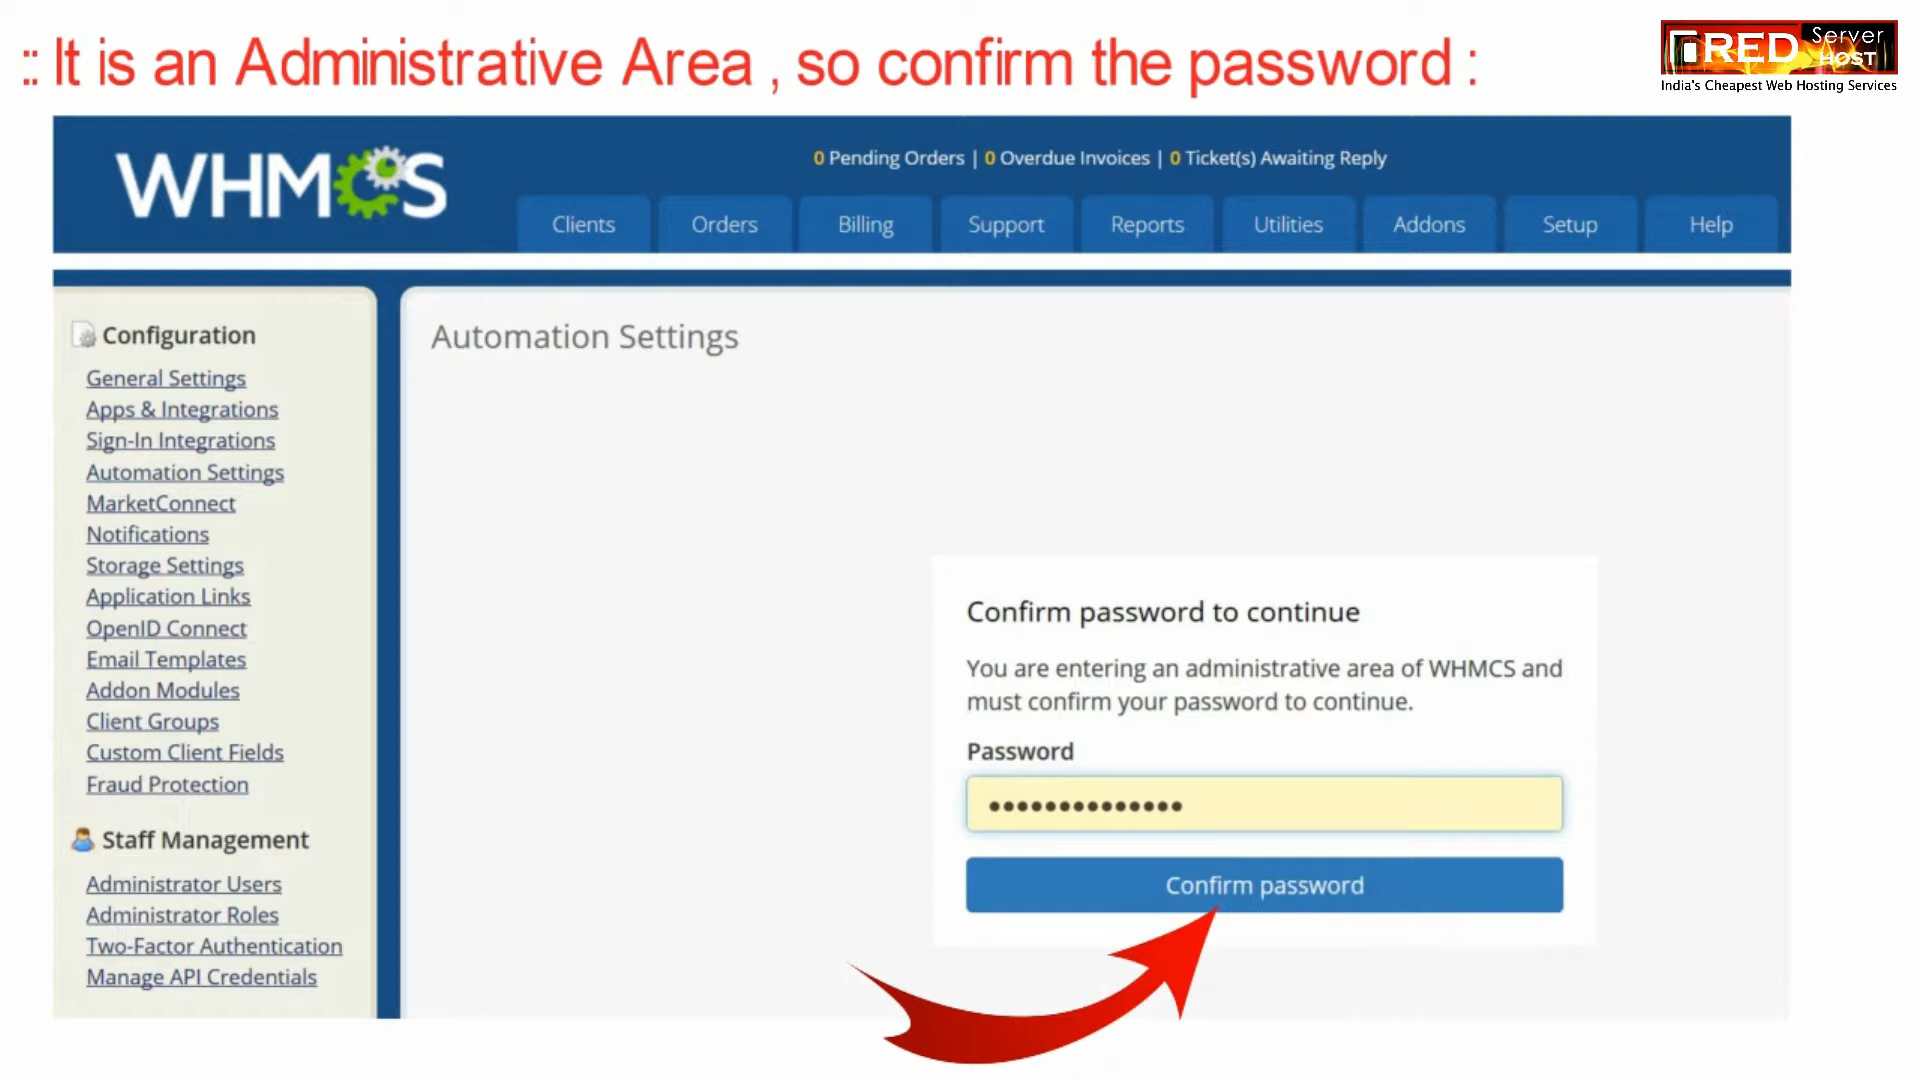 :: It is an Administrative Area , so confirm the password :
RED Server HOST
India's Cheapest Web Hosting Services
WHMCS
0 Pending Orders | 0 Overdue Invoices | 0 Ticket(s) Awaiting Reply
Clients Orders Billing Support Reports Utilities Addons Setup Help
Configuration
General Settings
Apps & Integrations
Sign-In Integrations
Automation Settings
MarketConnect
Notifications
Storage Settings
Application Links
OpenID Connect
Email Templates
Addon Modules
Client Groups
Custom Client Fields
Fraud Protection
Staff Management
Administrator Users
Administrator Roles
Two-Factor Authentication
Manage API Credentials
Automation Settings
Confirm password to continue
You are entering an administrative area of WHMCS and
must confirm your password to continue.
Password
••••••••••••••
Confirm password